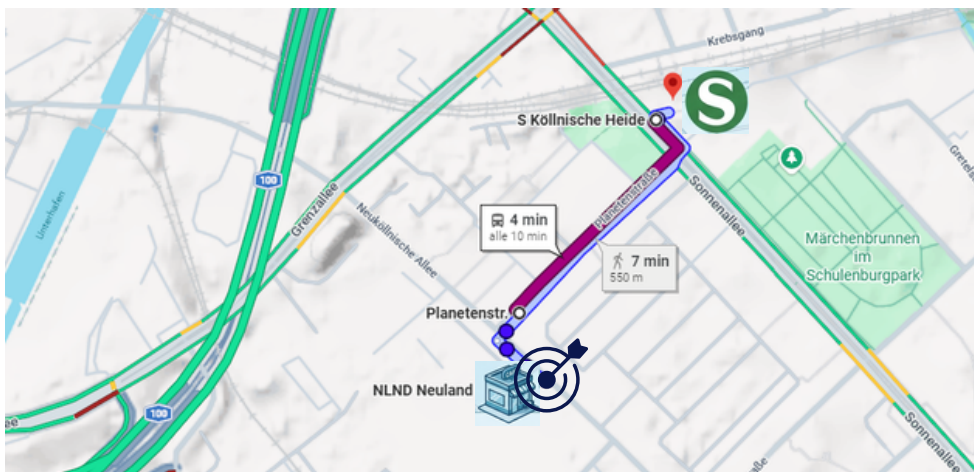 Krebsgang
S
S Köllnische Heide
100
Grenzallee
Unterhafen
Neuköllnische Allee
Planetenstraße
Sonnenallee
4 min
alle 10 min
7 min
550 m
Märchenbrunnen
im
Schulenburgpark
Planetenstr.
NLND Neuland
100
Sonnenallee